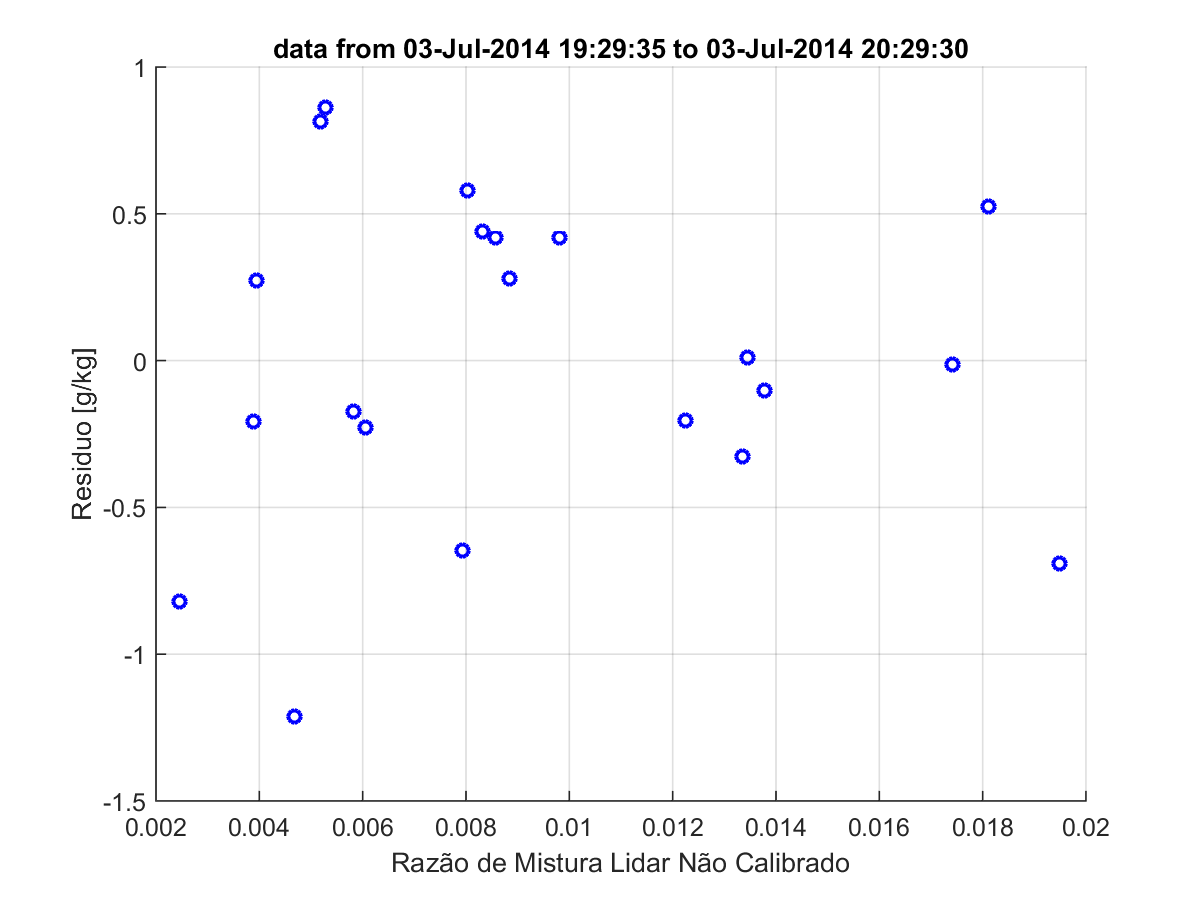 data from 03-Jul-2014 19:29:35 to 03-Jul-2014 20:29:30
1
0.5
0
-0.5
-1
-1.5
Residuo [g/kg]
0.002 0.004 0.006 0.008 0.01 0.012 0.014 0.016 0.018 0.02
Razão de Mistura Lidar Não Calibrado